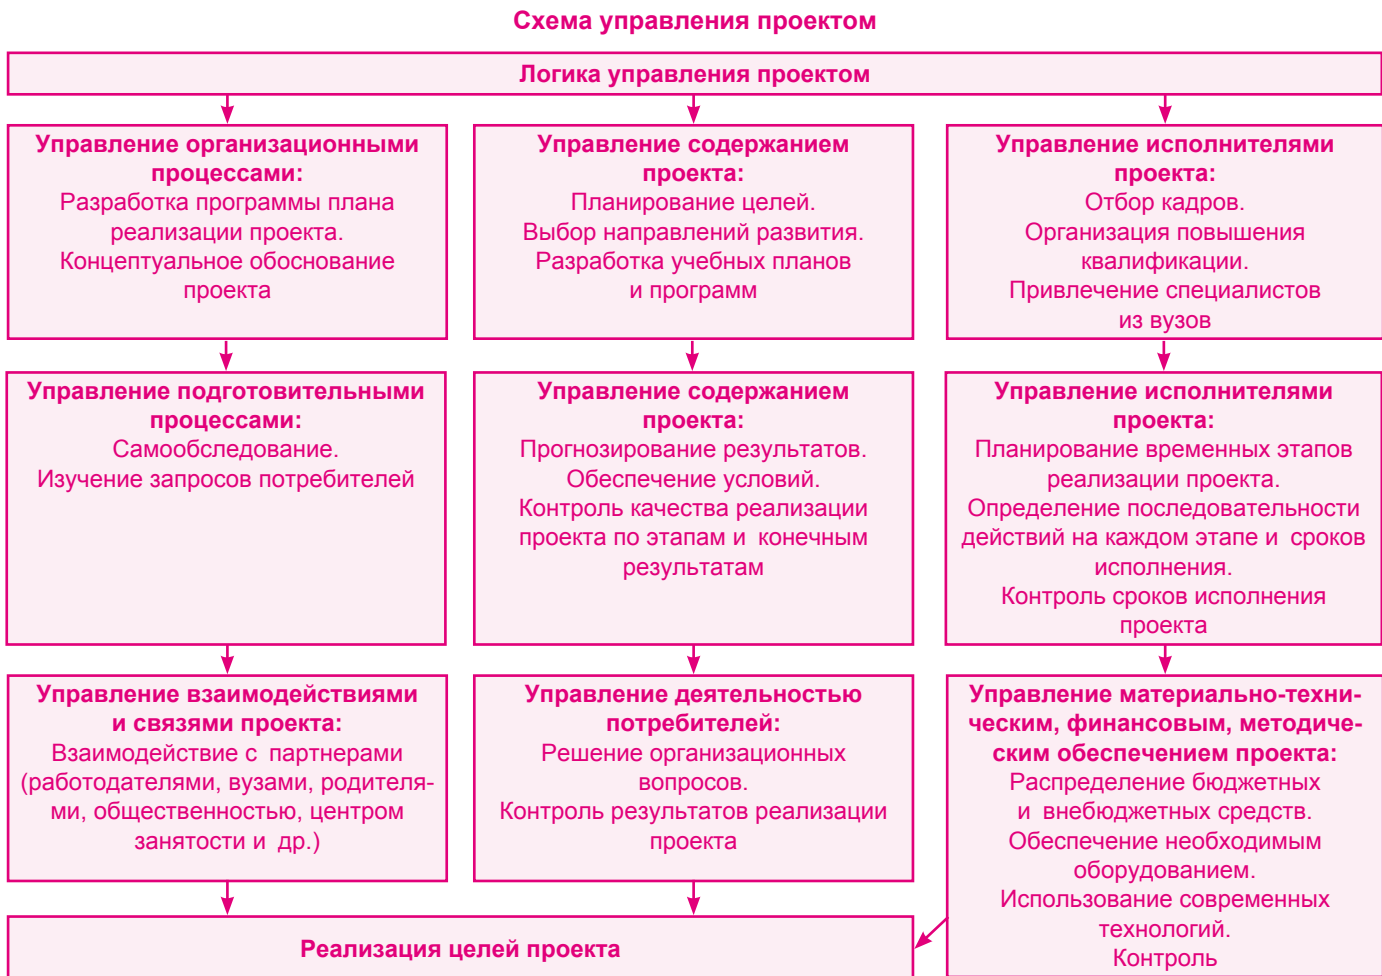 Схема управления проектом
Логика управления проектом
Управление организационными
процессами:
Разработка программы плана
реализации проекта.
Концептуальное обоснование
проекта
Управление содержанием
проекта:
Планирование целей.
Выбор направлений развития.
Разработка учебных планов
и программ
Управление исполнителями
проекта:
Отбор кадров.
Организация повышения
квалификации.
Привлечение специалистов
из вузов
Управление подготовительными
процессами:
Самообследование.
Изучение запросов потребителей
Управление содержанием
проекта:
Прогнозирование результатов.
Обеспечение условий.
Контроль качества реализации
проекта по этапам и конечным
результатам
Управление исполнителями
проекта:
Планирование временных этапов
реализации проекта.
Определение последовательности
действий на каждом этапе и сроков
исполнения.
Контроль сроков исполнения
проекта
Управление взаимодействиями
и связями проекта:
Взаимодействие с партнерами
(работодателями, вузами, родителя-
ми, общественностью, центром
занятости и др.)
Управление деятельностью
потребителей:
Решение организационных
вопросов.
Контроль результатов реализации
проекта
Управление материально-техни-
ческим, финансовым, методиче-
ским обеспечением проекта:
Распределение бюджетных
и внебюджетных средств.
Обеспечение необходимым
оборудованием.
Использование современных
технологий.
Контроль
Реализация целей проекта